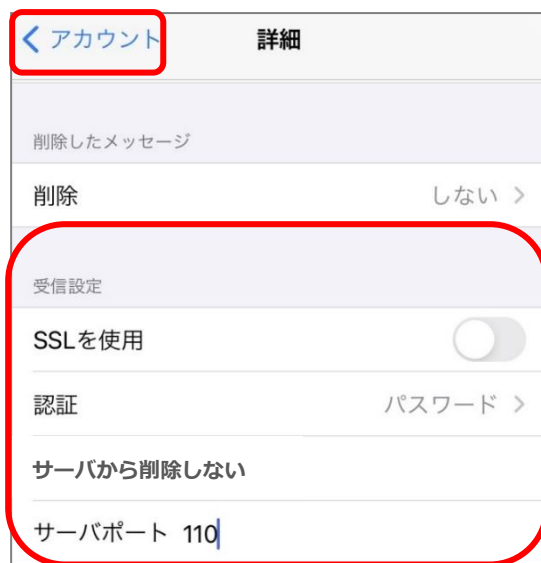 アカウント 詳細
削除したメッセージ
削除 しない
受信設定
SSLを使用
認証 パスワード
サーバから削除しない
サーバポート 110